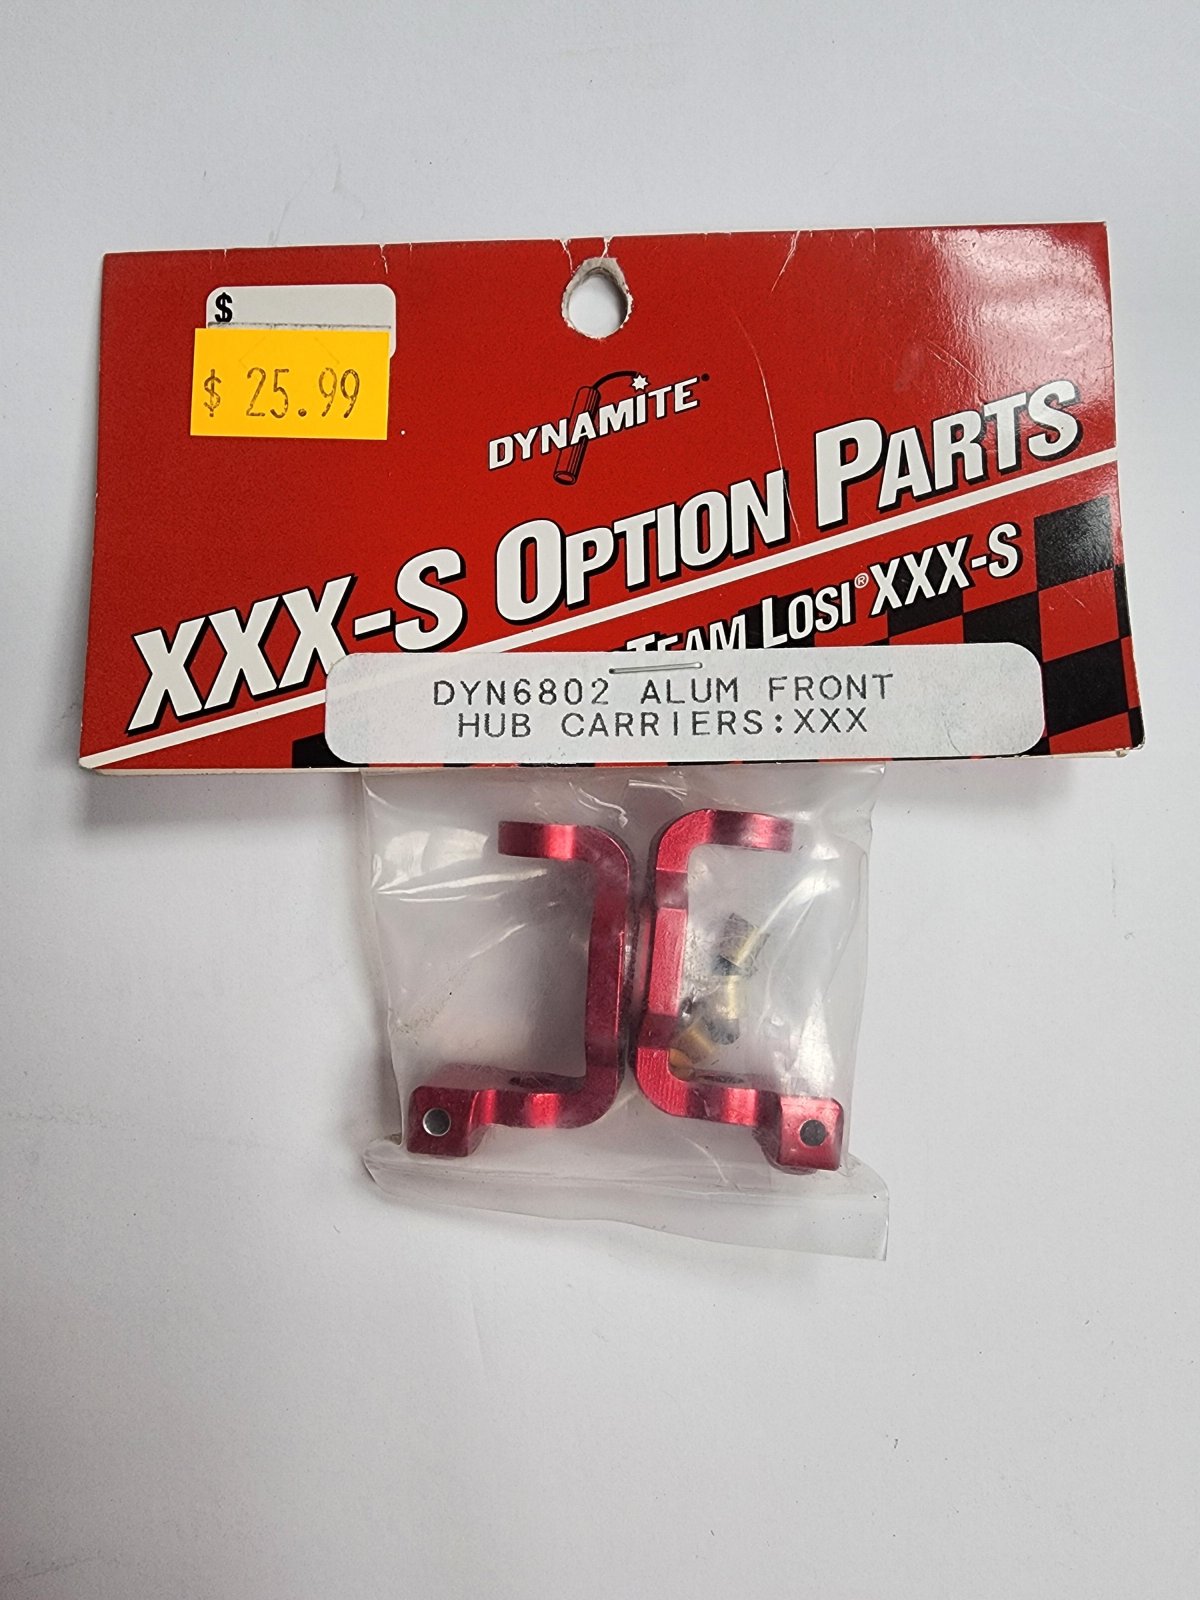 $
$ 25.99
DYNAMITE
XXX-S OPTION PARTS
TEAM LOSI® XXX-S
DYN6802 ALUM FRONT
HUB CARRIERS:XXX